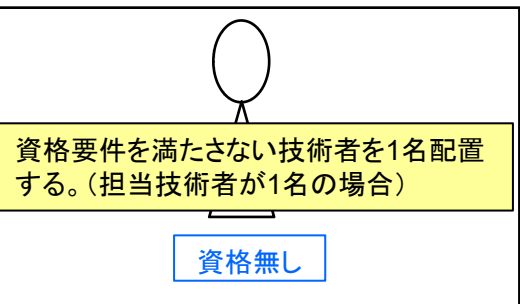 資格要件を満たさない技術者を1名配置
する。（担当技術者が1名の場合）
資格無し